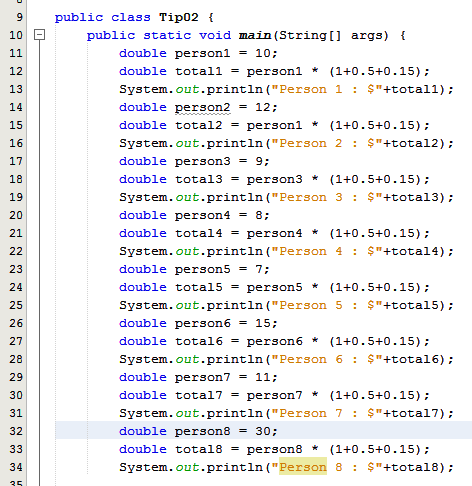 8
9 public class Tip02 {
10 public static void main(String[] args) {
11 double person1 = 10;
12 double total1 = person1 * (1+0.5+0.15);
13 System.out.println("Person 1 : $"+total1);
14 double person2 = 12;
15 double total2 = person1 * (1+0.5+0.15);
16 System.out.println("Person 2 : $"+total2);
17 double person3 = 9;
18 double total3 = person3 * (1+0.5+0.15);
19 System.out.println("Person 3 : $"+total3);
20 double person4 = 8;
21 double total4 = person4 * (1+0.5+0.15);
22 System.out.println("Person 4 : $"+total4);
23 double person5 = 7;
24 double total5 = person5 * (1+0.5+0.15);
25 System.out.println("Person 5 : $"+total5);
26 double person6 = 15;
27 double total6 = person6 * (1+0.5+0.15);
28 System.out.println("Person 6 : $"+total6);
29 double person7 = 11;
30 double total7 = person7 * (1+0.5+0.15);
31 System.out.println("Person 7 : $"+total7);
32 double person8 = 30;
33 double total8 = person8 * (1+0.5+0.15);
34 System.out.println("Person 8 : $"+total8);
35